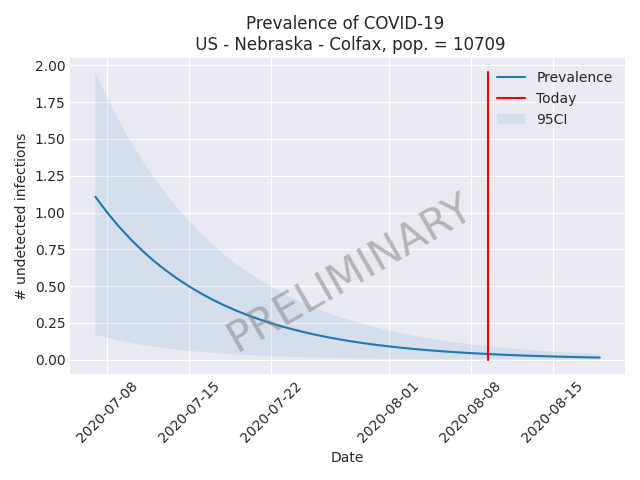 Prevalence of COVID-19
US - Nebraska - Colfax, pop. = 10709
# undetected infections
2.00
1.75
1.50
1.25
1.00
0.75
0.50
0.25
0.00
Prevalence
Today
95CI
PRELIMINARY
2020-07-08
2020-07-15
2020-07-22
2020-08-01
2020-08-08
2020-08-15
Date